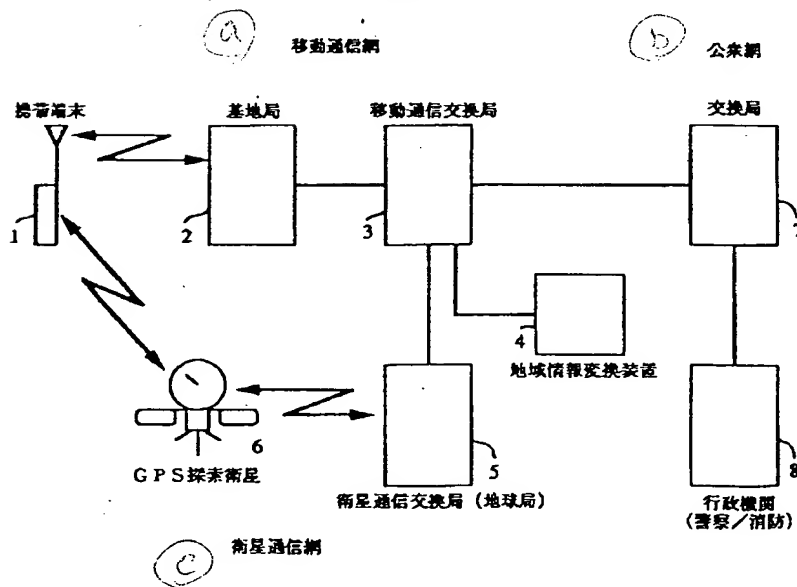 a 移動通信網
b 公衆網
携帯端末
基地局
移動通信交換局
交換局
1
2
3
7
4
地域情報変換装置
6
GPS探索衛星
5
衛星通信交換局(地球局)
8
行政機関
(警察/消防)
c 衛星通信網